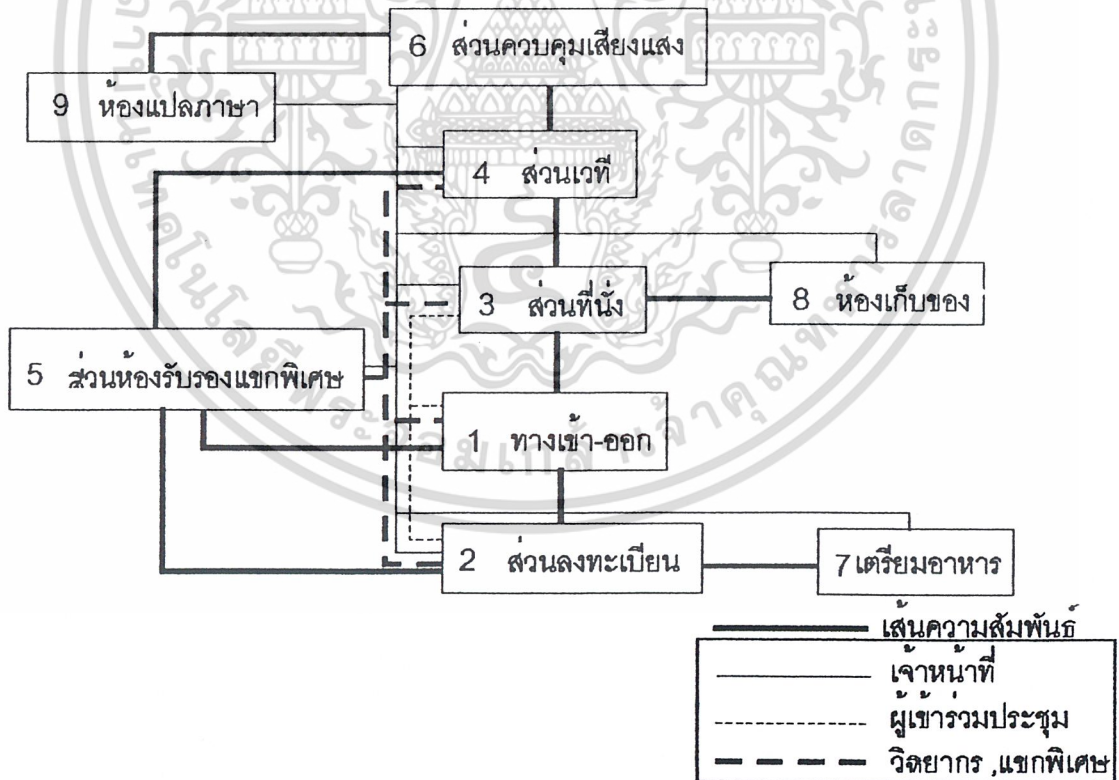 6 ส่วนควบคุมเสียงแสง
9 ห้องแปลภาษา
4 ส่วนเวที
3 ส่วนที่นั่ง
8 ห้องเก็บของ
5 ส่วนห้องรับรองแขกพิเศษ
1 ทางเข้า-ออก
2 ส่วนลงทะเบียน
7 เตรียมอาหาร
เส้นความสัมพันธ์
เจ้าหน้าที่
ผู้เข้าร่วมประชุม
วิทยากร ,แขกพิเศษ